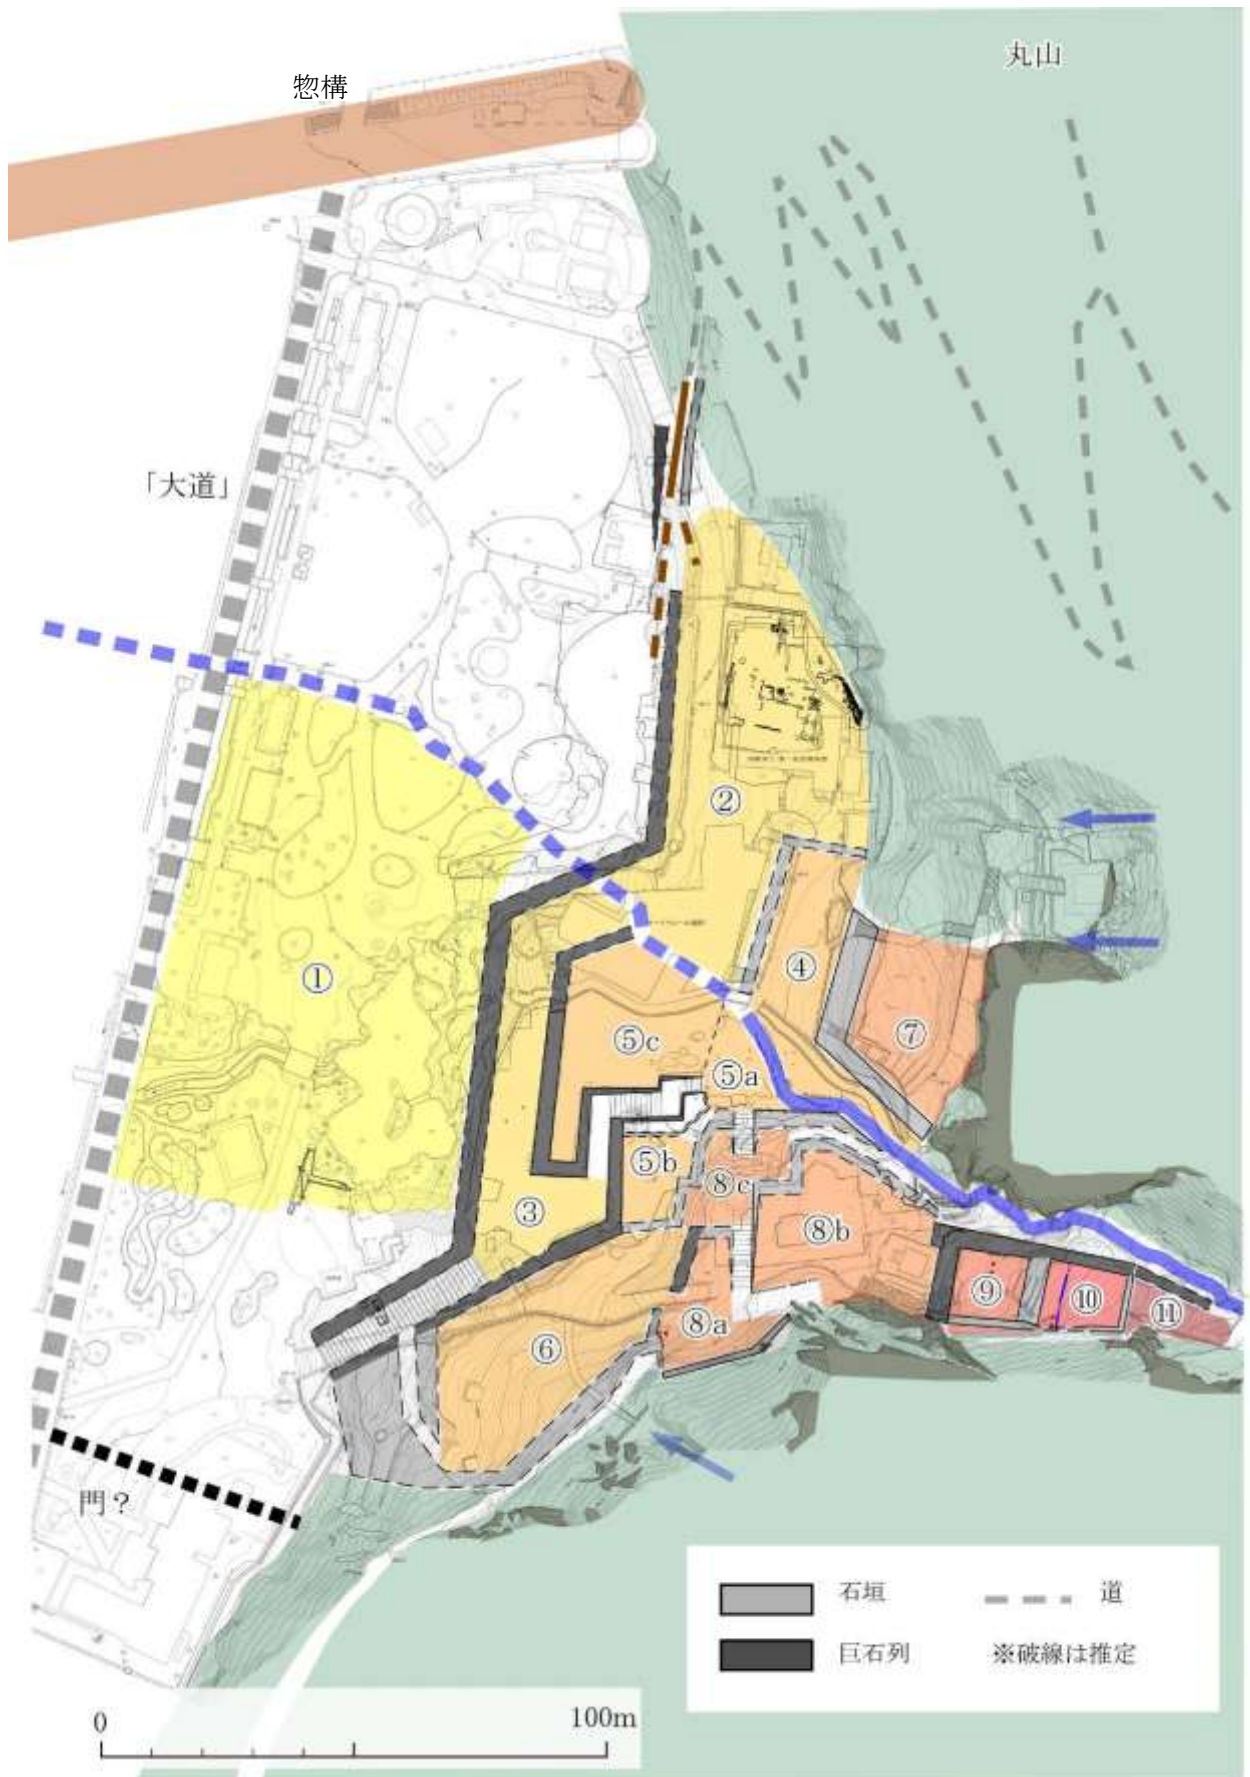 丸山
惣構
「大道」
②
④
①
⑦
⑤c
⑤a
⑤b
⑧c
③
⑧b
⑨
⑩
⑪
⑧a
⑥
門?
石垣
道
巨石列
※破線は推定
0
100m